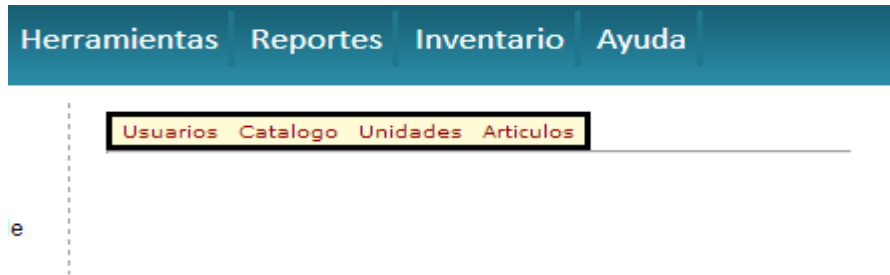 Herramientas Reportes Inventario Ayuda
Usuarios Catalogo Unidades Articulos
e